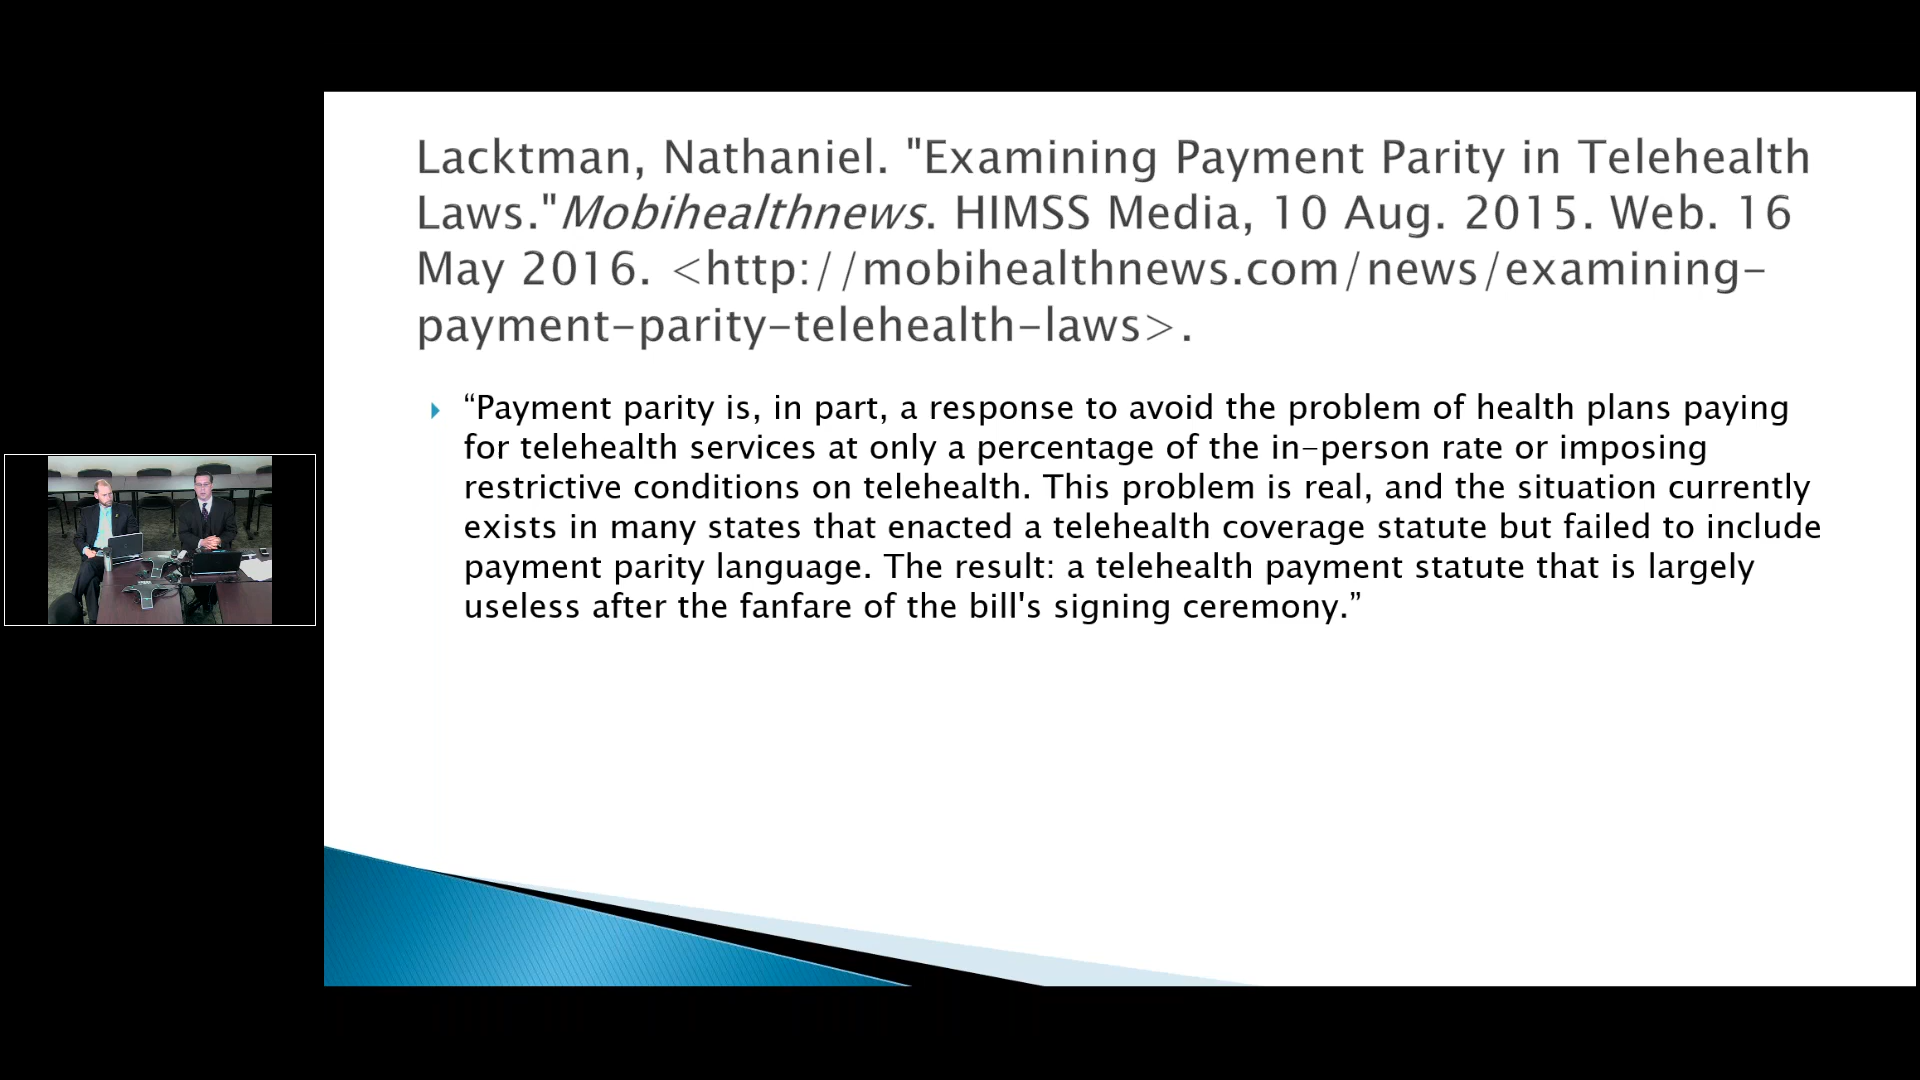 Lacktman, Nathaniel. "Examining Payment Parity in Telehealth
Laws."Mobihealthnews. HIMSS Media, 10 Aug. 2015. Web. 16
May 2016. <http://mobihealthnews.com/news/examining-
payment-parity-telehealth-laws>.
“Payment parity is, in part, a response to avoid the problem of health plans paying
for telehealth services at only a percentage of the in-person rate or imposing
restrictive conditions on telehealth. This problem is real, and the situation currently
exists in many states that enacted a telehealth coverage statute but failed to include
payment parity language. The result: a telehealth payment statute that is largely
useless after the fanfare of the bill's signing ceremony.”